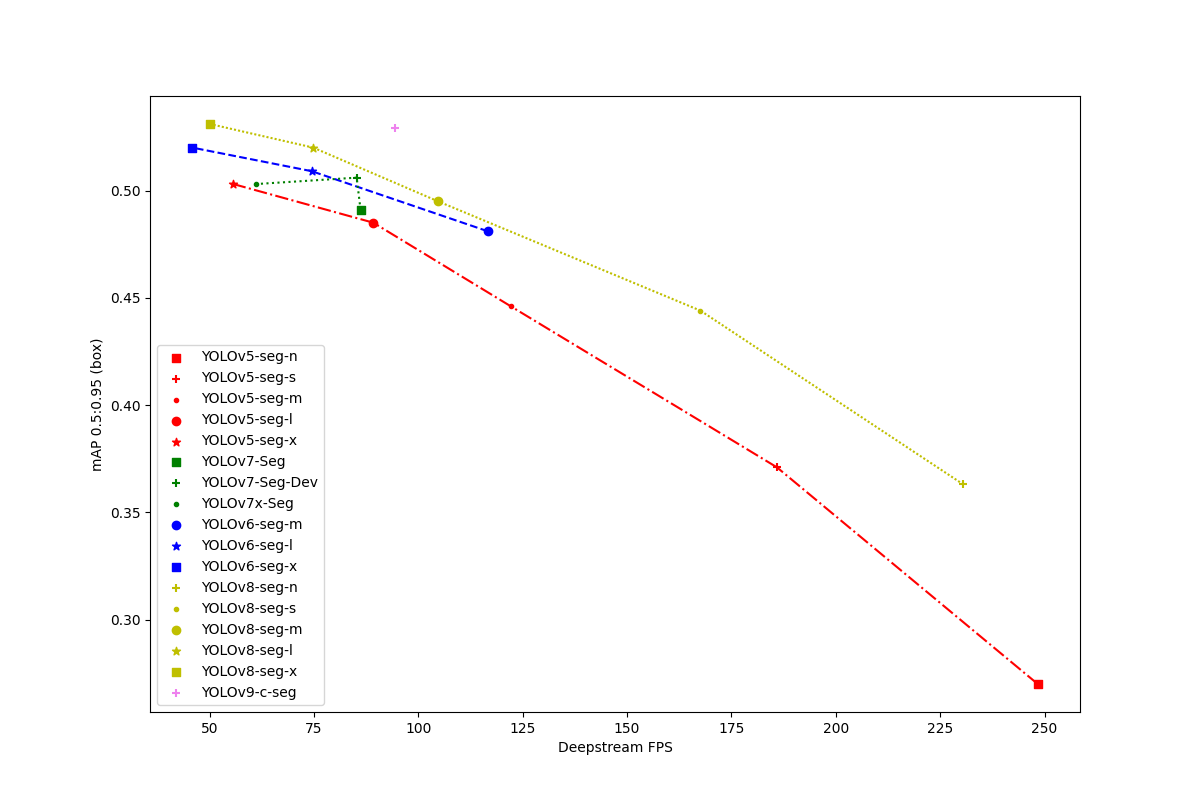 0.50
0.45
0.40
0.35
0.30
mAP 0.5:0.95 (box)
YOLOv5-seg-n
YOLOv5-seg-s
YOLOv5-seg-m
YOLOv5-seg-l
YOLOv5-seg-x
YOLOv7-Seg
YOLOv7-Seg-Dev
YOLOv7x-Seg
YOLOv6-seg-m
YOLOv6-seg-l
YOLOv6-seg-x
YOLOv8-seg-n
YOLOv8-seg-s
YOLOv8-seg-m
YOLOv8-seg-l
YOLOv8-seg-x
YOLOv9-c-seg
50 75 100 125 150 175 200 225 250
Deepstream FPS